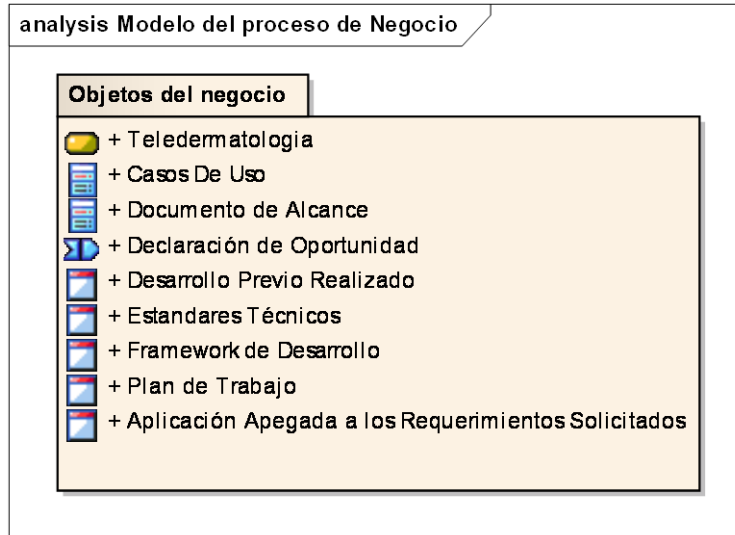 analysis Modelo del proceso de Negocio
Objetos del negocio
+ Teledermatologia
+ Casos De Uso
+ Documento de Alcance
+ Declaración de Oportunidad
+ Desarrollo Previo Realizado
+ Estandares Técnicos
+ Framework de Desarrollo
+ Plan de Trabajo
+ Aplicación Apegada a los Requerimientos Solicitados